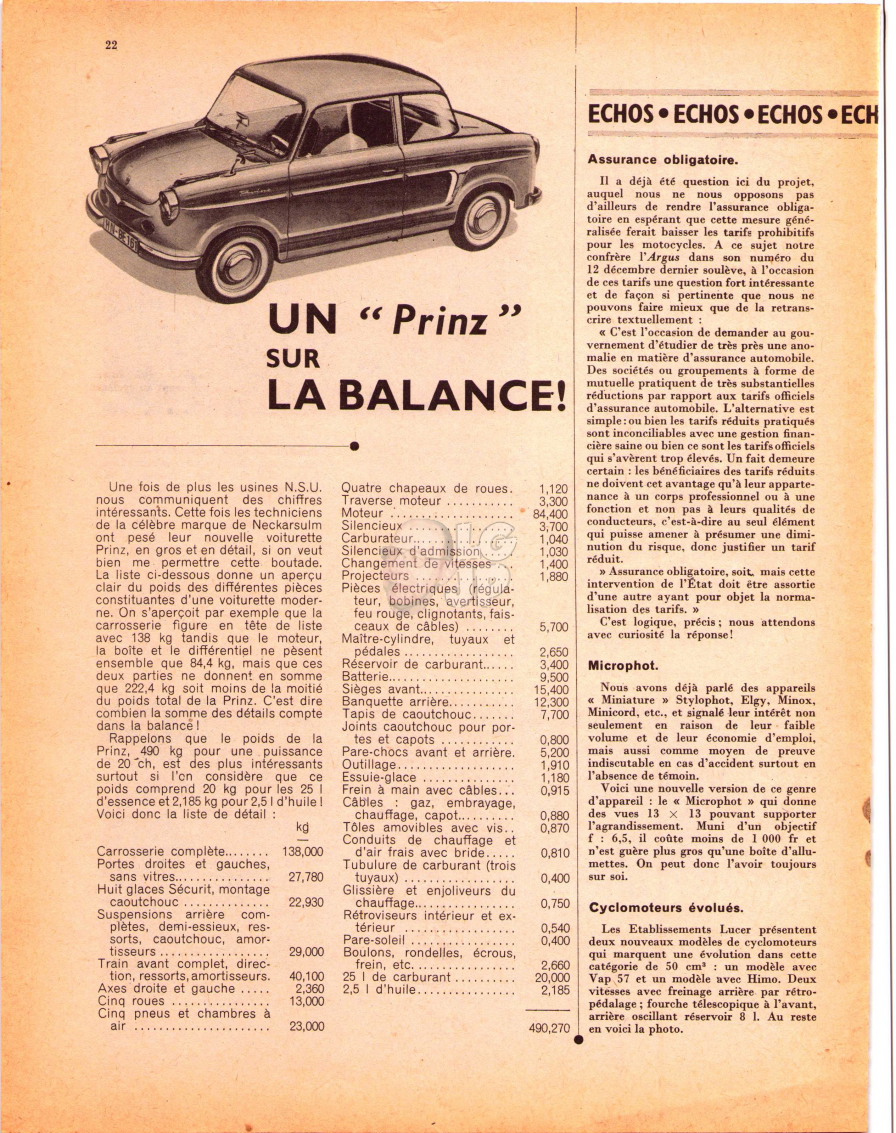 22
HN-DE 161
Prinz
UN “Prinz”
SUR
LA BALANCE!
Une fois de plus les usines N.S.U.
nous communiquent des chiffres
intéressants. Cette fois les techniciens
de la célèbre marque de Neckarsulm
ont pesé leur nouvelle voiturette
Prinz, en gros et en détail, si on veut
bien me permettre cette boutade.
La liste ci-dessous donne un aperçu
clair du poids des différentes pièces
constituantes d'une voiturette moder-
ne. On s'aperçoit par exemple que la
carrosserie figure en tête de liste
avec 138 kg tandis que le moteur,
la boîte et le différentiel ne pèsent
ensemble que 84,4 kg, mais que ces
deux parties ne donnent en somme
que 222,4 kg soit moins de la moitié
du poids total de la Prinz. C'est dire
combien la somme des détails compte
dans la balance !
Rappelons que le poids de la
Prinz, 490 kg pour une puissance
de 20 ch, est des plus intéressants
surtout si l'on considère que ce
poids comprend 20 kg pour les 25 l
d'essence et 2,185 kg pour 2,5 l d'huile !
Voici donc la liste de détail :
kg
Carrosserie complète........ 138,000
Portes droites et gauches,
sans vitres............... 27,780
Huit glaces Sécurit, montage
caoutchouc .............. 22,930
Suspensions arrière com-
plètes, demi-essieux, res-
sorts, caoutchouc, amor-
tisseurs ................. 29,000
Train avant complet, direc-
tion, ressorts, amortisseurs. 40,100
Axes droite et gauche ..... 2,360
Cinq roues ................ 13,000
Cinq pneus et chambres à
air ...................... 23,000
Quatre chapeaux de roues. 1,120
Traverse moteur ........... 3,300
Moteur .................... 84,400
Silencieux ................ 3,700
Carburateur................ 1,040
Silencieux d'admission..... 1,030
Changement de vitesses ... 1,400
Projecteurs ............... 1,880
Pièces électriques (régula-
teur, bobines, avertisseur,
feu rouge, clignotants, fais-
ceaux de câbles) ........ 5,700
Maître-cylindre, tuyaux et
pédales ................. 2,650
Réservoir de carburant..... 3,400
Batterie................... 9,500
Sièges avant............... 15,400
Banquette arrière.......... 12,300
Tapis de caoutchouc....... 7,700
Joints caoutchouc pour por-
tes et capots ............ 0,800
Pare-chocs avant et arrière. 5,200
Outillage.................. 1,910
Essuie-glace .............. 1,180
Frein à main avec câbles... 0,915
Câbles : gaz, embrayage,
chauffage, capot......... 0,880
Tôles amovibles avec vis.. 0,870
Conduits de chauffage et
d'air frais avec bride..... 0,810
Tubulure de carburant (trois
tuyaux) ................. 0,400
Glissière et enjoliveurs du
chauffage................ 0,750
Rétroviseurs intérieur et ex-
térieur ................. 0,540
Pare-soleil ................ 0,400
Boulons, rondelles, écrous,
frein, etc................. 2,660
25 l de carburant .......... 20,000
2,5 l d'huile................ 2,185
490,270
ECHOS • ECHOS • ECHOS • ECH
Assurance obligatoire.
Il a déjà été question ici du projet,
auquel nous ne nous opposons pas
d'ailleurs de rendre l'assurance obliga-
toire en espérant que cette mesure géné-
ralisée ferait baisser les tarifs prohibitifs
pour les motocycles. A ce sujet notre
confrère l'Argus dans son numéro du
12 décembre dernier soulève, à l'occasion
de ces tarifs une question fort intéressante
et de façon si pertinente que nous ne
pouvons faire mieux que de la retrans-
crire textuellement :
« C'est l'occasion de demander au gou-
vernement d'étudier de très près une ano-
malie en matière d'assurance automobile.
Des sociétés ou groupements à forme de
mutuelle pratiquent de très substantielles
réductions par rapport aux tarifs officiels
d'assurance automobile. L'alternative est
simple : ou bien les tarifs réduits pratiqués
sont inconciliables avec une gestion finan-
cière saine ou bien ce sont les tarifs officiels
qui s'avèrent trop élevés. Un fait demeure
certain : les bénéficiaires des tarifs réduits
ne doivent cet avantage qu'à leur apparte-
nance à un corps professionnel ou à une
fonction et non pas à leurs qualités de
conducteurs, c'est-à-dire au seul élément
qui puisse amener à présumer une dimi-
nution du risque, donc justifier un tarif
réduit.
» Assurance obligatoire, soit, mais cette
intervention de l'État doit être assortie
d'une autre ayant pour objet la norma-
lisation des tarifs. »
C'est logique, précis ; nous attendons
avec curiosité la réponse !
Microphot.
Nous avons déjà parlé des appareils
« Miniature » Stylophot, Elgy, Minox,
Minicord, etc., et signalé leur intérêt non
seulement en raison de leur faible
volume et de leur économie d'emploi,
mais aussi comme moyen de preuve
indiscutable en cas d'accident surtout en
l'absence de témoin.
Voici une nouvelle version de ce genre
d'appareil : le « Microphot » qui donne
des vues 13 × 13 pouvant supporter
l'agrandissement. Muni d'un objectif
f : 6,5, il coûte moins de 1 000 fr et
n'est guère plus gros qu'une boîte d'allu-
mettes. On peut donc l'avoir toujours
sur soi.
Cyclomoteurs évolués.
Les Etablissements Lucer présentent
deux nouveaux modèles de cyclomoteurs
qui marquent une évolution dans cette
catégorie de 50 cm³ : un modèle avec
Vap 57 et un modèle avec Himo. Deux
vitesses avec freinage arrière par rétro-
pédalage ; fourche télescopique à l'avant,
arrière oscillant réservoir 8 l. Au reste
en voici la photo.